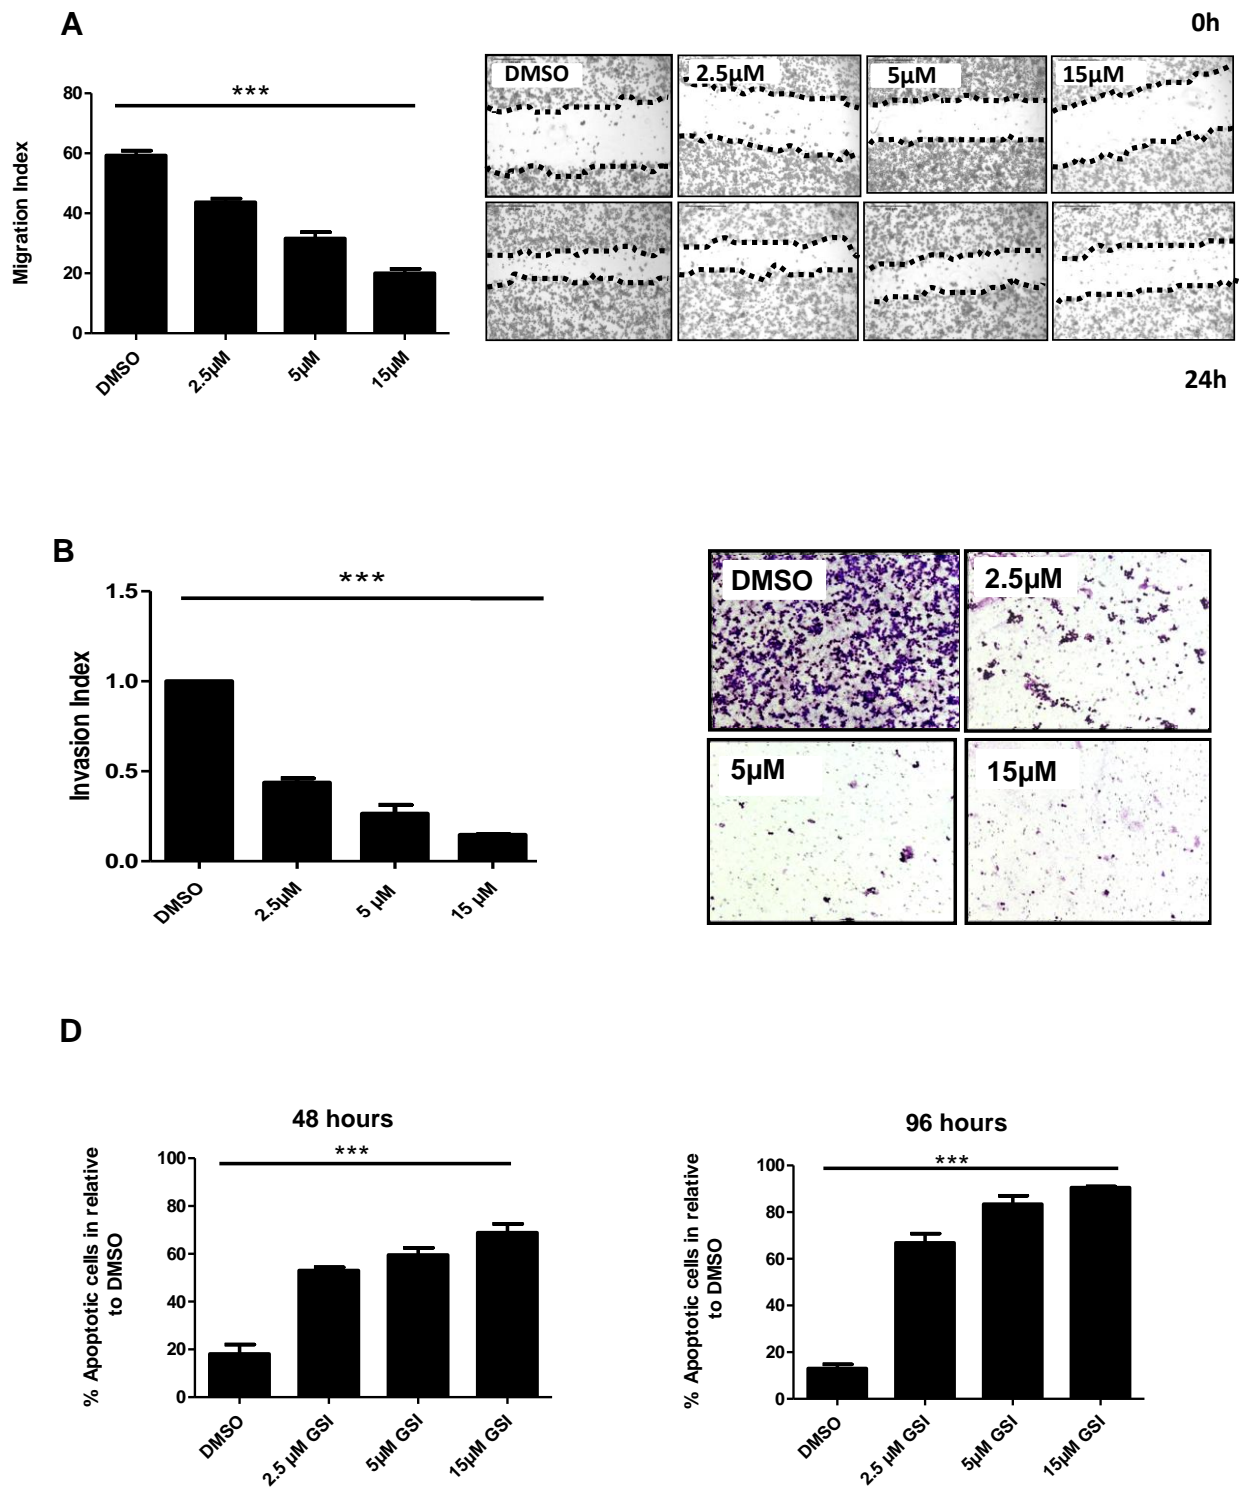 A
0h
80
60
40
20
0
Migration Index
***
DMSO
2.5µM
5µM
15µM
DMSO
2.5µM
5µM
15µM
24h
B
1.5
1.0
0.5
0.0
Invasion Index
***
DMSO
2.5µM
5 µM
15 µM
DMSO
2.5µM
5µM
15µM
D
48 hours
***
100
80
60
40
20
0
% Apoptotic cells in relative
to DMSO
DMSO
2.5 µM GSI
5µM GSI
15µM GSI
96 hours
***
100
80
60
40
20
0
% Apoptotic cells in relative
to DMSO
DMSO
2.5 µM GSI
5µM GSI
15µM GSI